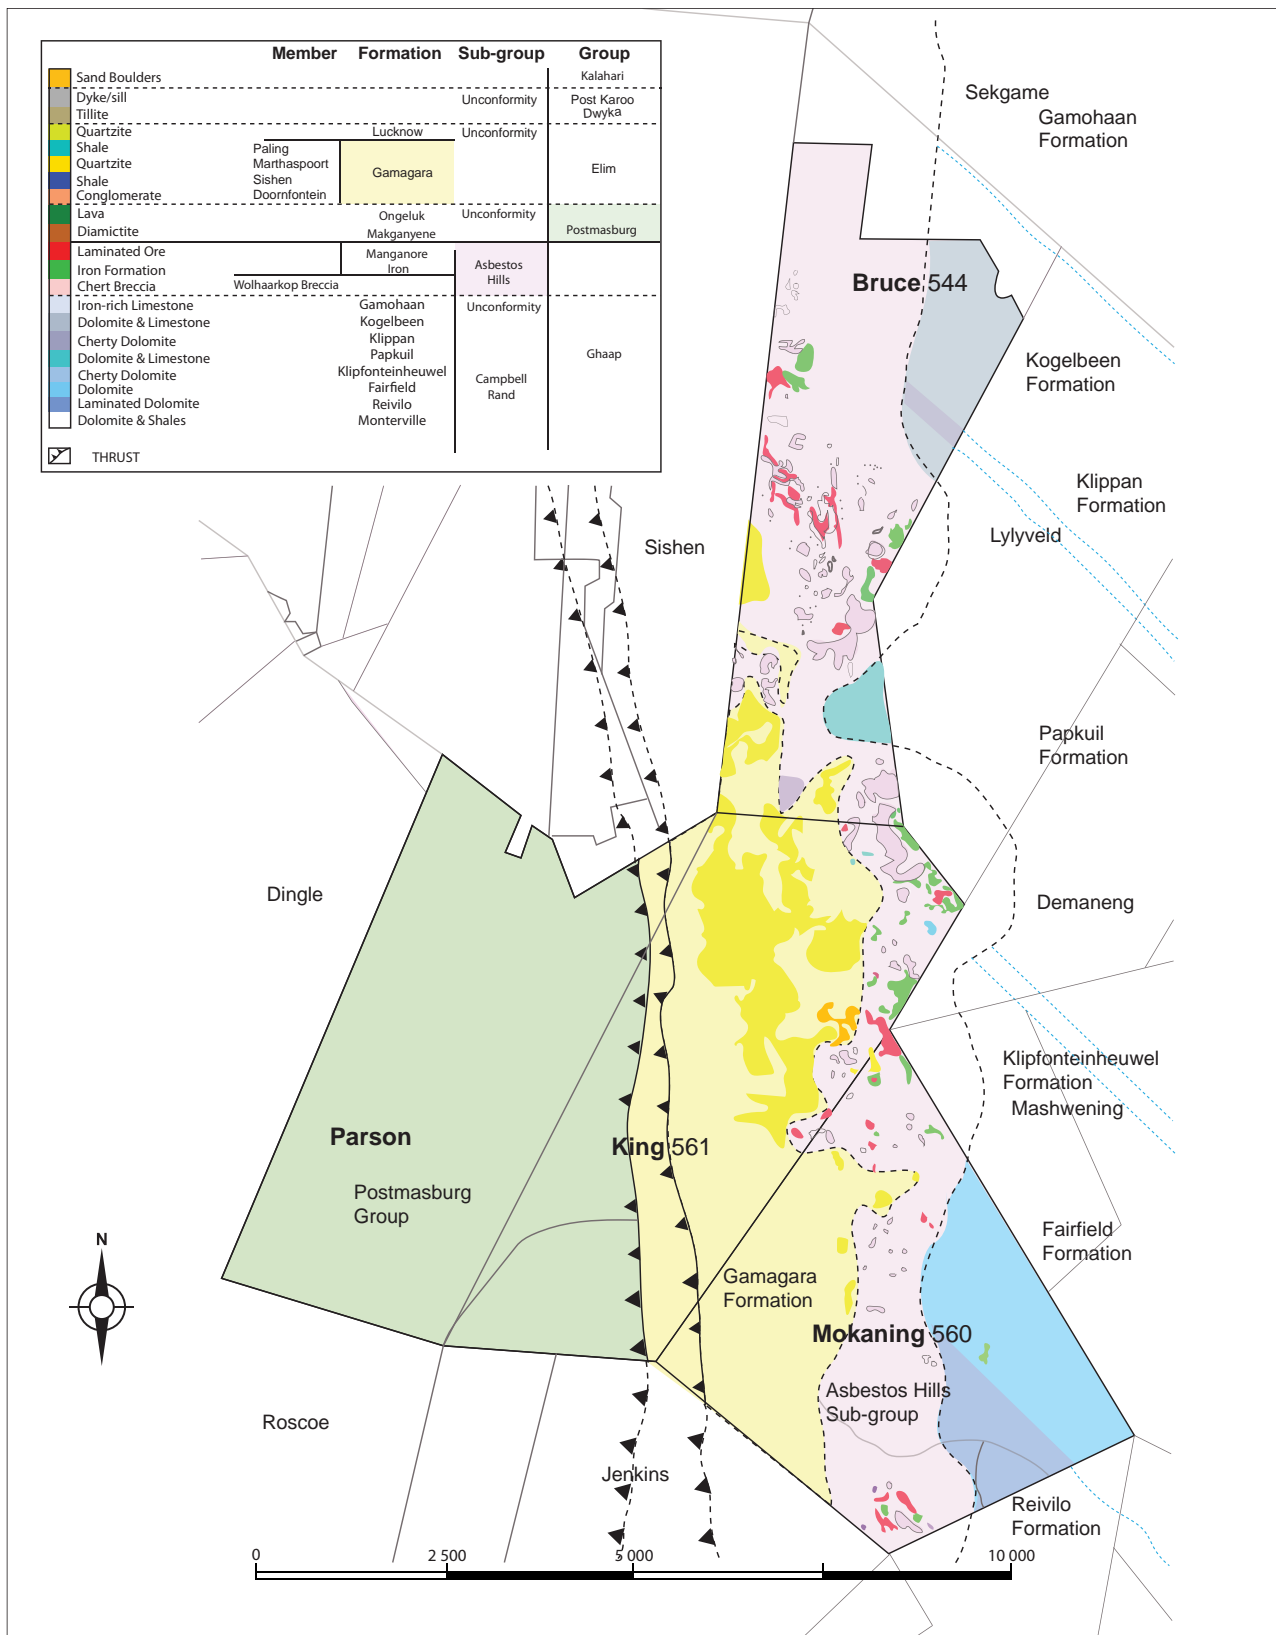 Member Formation Sub-group Group
Sand Boulders Kalahari
Dyke/sill Unconformity Post Karoo
Tillite Dwyka
Quartzite Lucknow Unconformity
Shale Paling
Quartzite Marthaspoort Gamagara Elim
Shale Sishen
Conglomerate Doornfontein
Lava Ongeluk Unconformity
Diamictite Makganyene Postmasburg
Laminated Ore Manganore
Iron Formation Iron Asbestos
Hills
Chert Breccia Wolhaarkop Breccia
Iron-rich Limestone Gamohaan Unconformity
Dolomite & Limestone Kogelbeen
Cherty Dolomite Klippan
Dolomite & Limestone Papkuil Ghaap
Cherty Dolomite Klipfonteinheuwel Campbell
Dolomite Fairfield Rand
Laminated Dolomite Reivilo
Dolomite & Shales Monterville
THRUST
Sekgame
Gamohaan
Formation
Bruce 544
Kogelbeen
Formation
Klippan
Formation
Lylyveld
Sishen
Papkuil
Formation
Dingle
Demaneng
Klipfonteinheuwel
Formation
Mashwening
Parson
King 561
Postmasburg
Group
Fairfield
Formation
N
Gamagara
Formation
Mokaning 560
Asbestos Hills
Sub-group
Roscoe
Jenkins
Reivilo
Formation
0 2 500 5 000 10 000